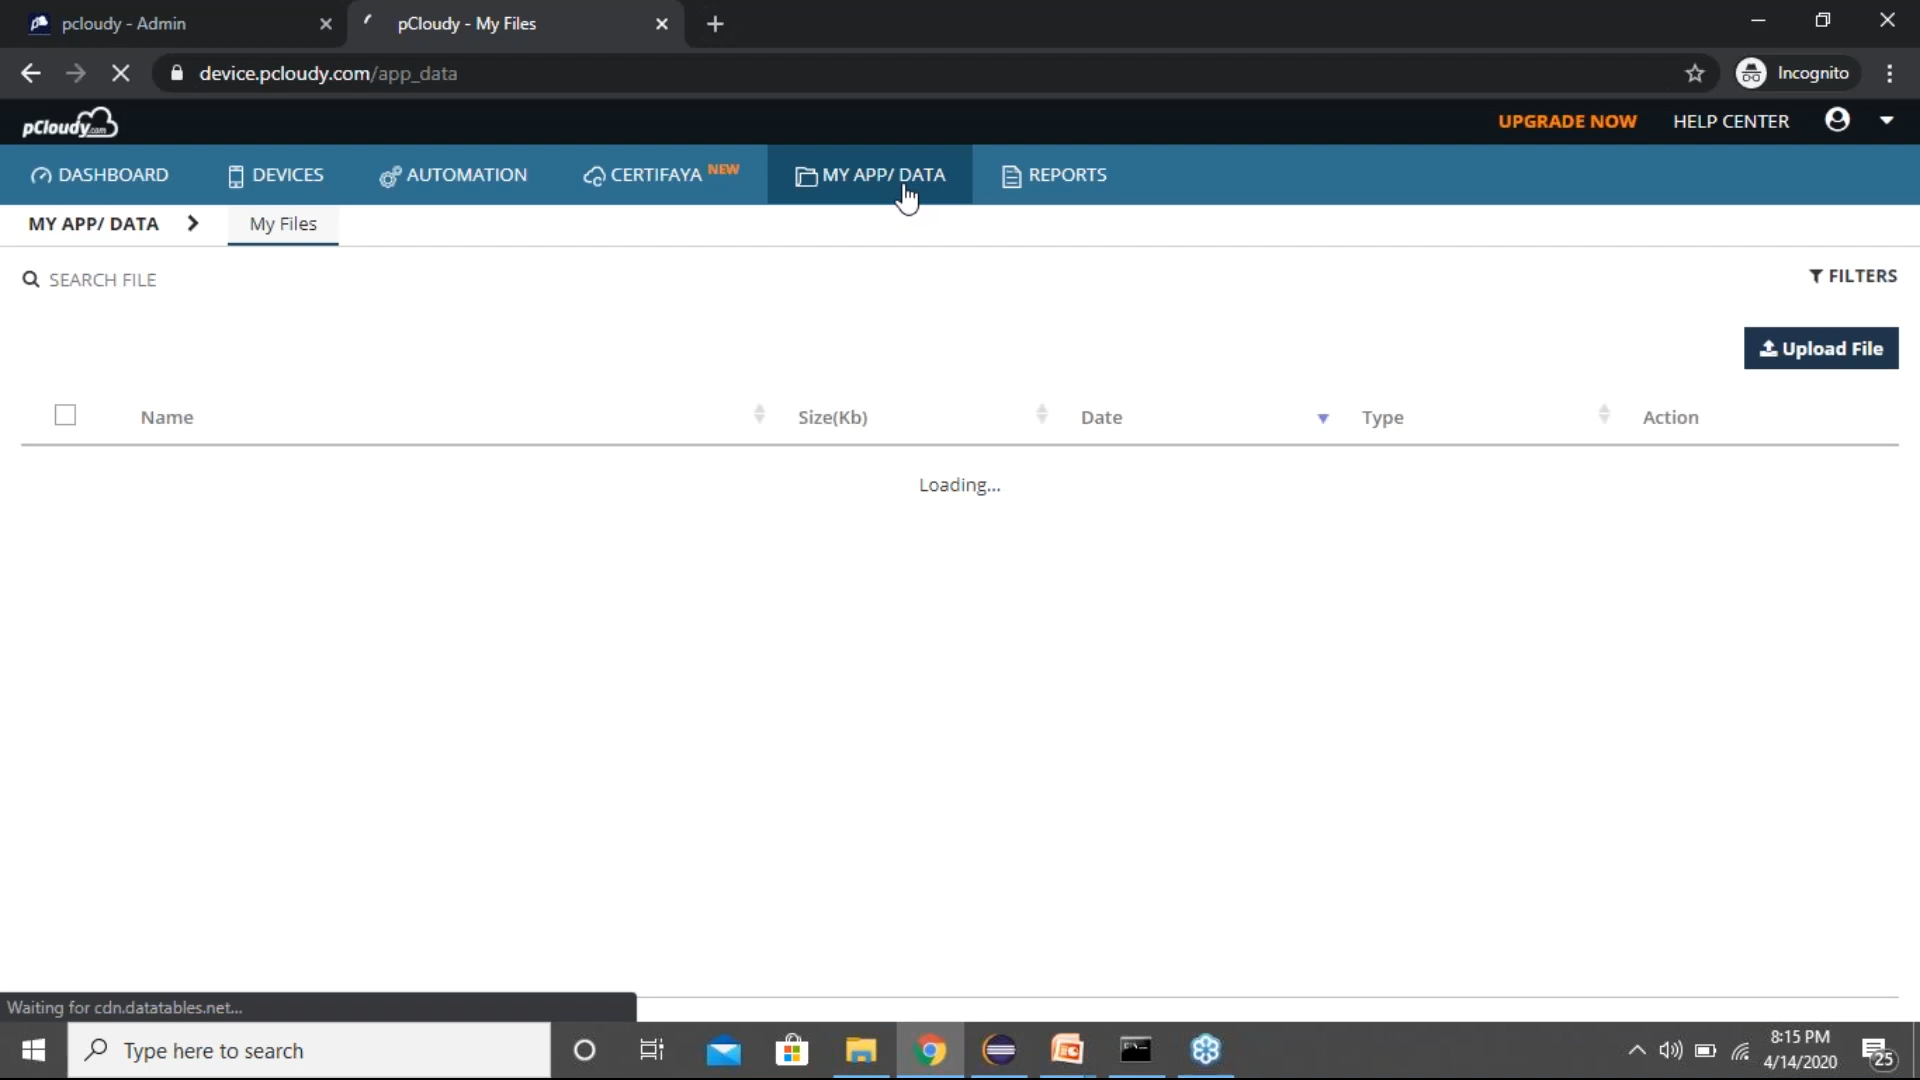 pcloudy - Admin
pCloudy - My Files
device.pcloudy.com/app_data
Incognito
pCloudy.com
UPGRADE NOW
HELP CENTER
DASHBOARD
DEVICES
AUTOMATION
CERTIFAYA NEW
MY APP/ DATA
REPORTS
MY APP/ DATA
My Files
SEARCH FILE
FILTERS
Upload File
Name
Size(Kb)
Date
Type
Action
Loading...
Waiting for cdn.datatables.net...
Type here to search
8:15 PM
4/14/2020
25